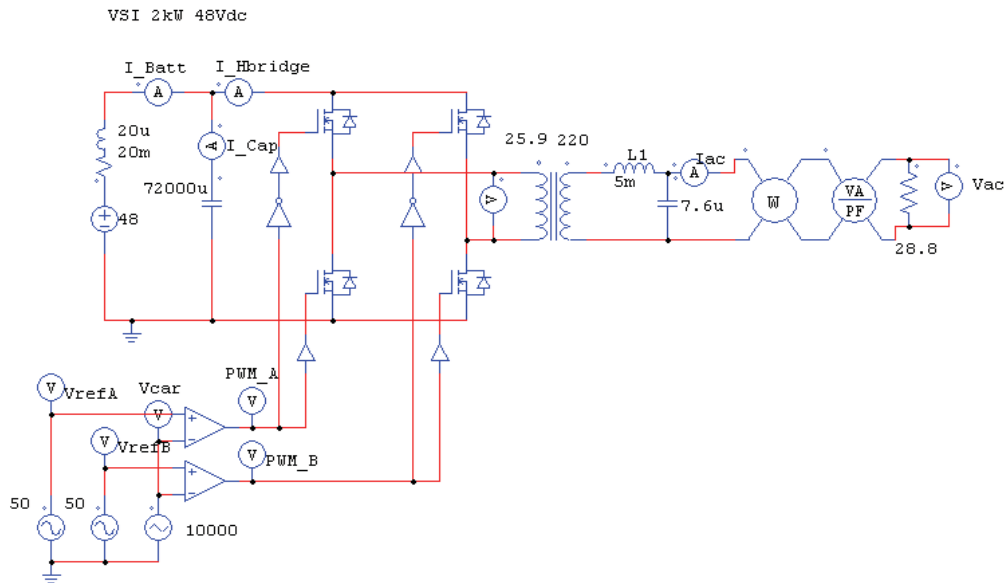 VSI 2kW 48Vdc
I_Batt
I_Hbridge
A
A
20u
20m
A
I_Cap
72000u
48
V
25.9
220
L1
5m
Iac
A
7.6u
W
VA
PF
V
Vac
28.8
V
VrefA
Vcar
V
PWM_A
V
V
VrefB
V
PWM_B
50
50
10000